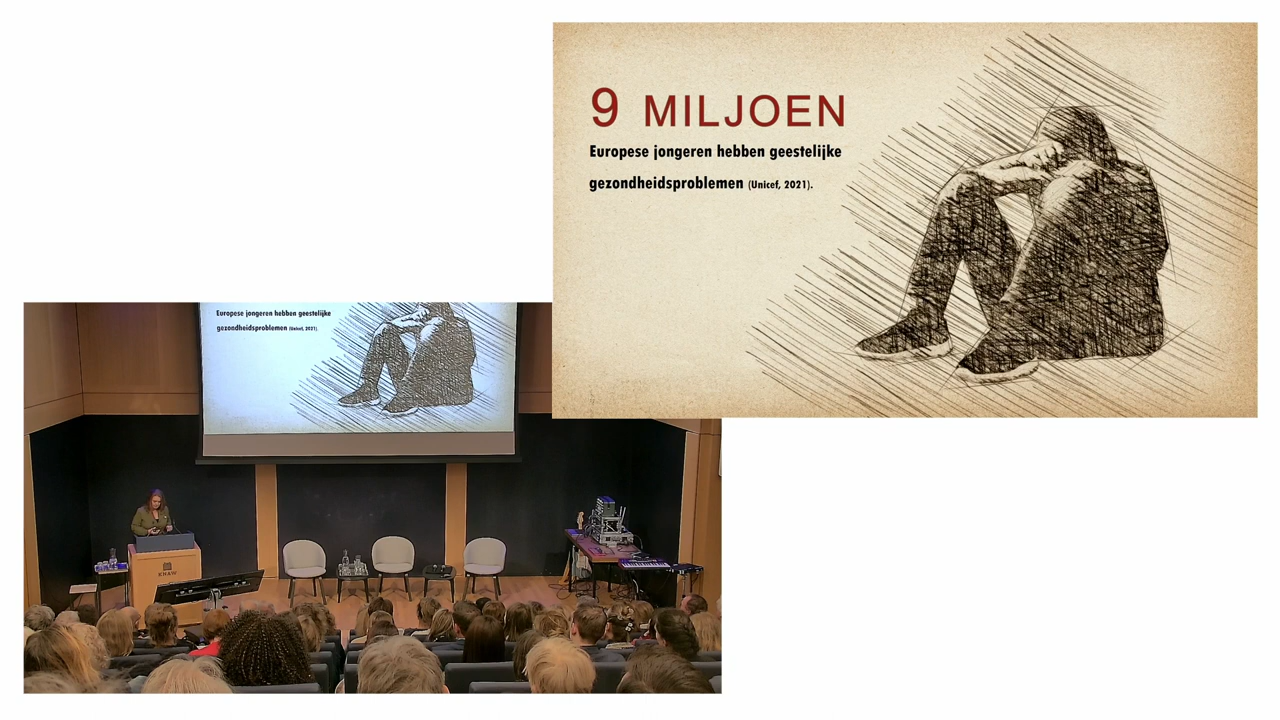 9 MILJOEN
Europese jongeren hebben geestelijke
gezondheidsproblemen (Unicef, 2021).
Europese jongeren hebben geestelijke
gezondheidsproblemen (Unicef, 2021)
KNAW